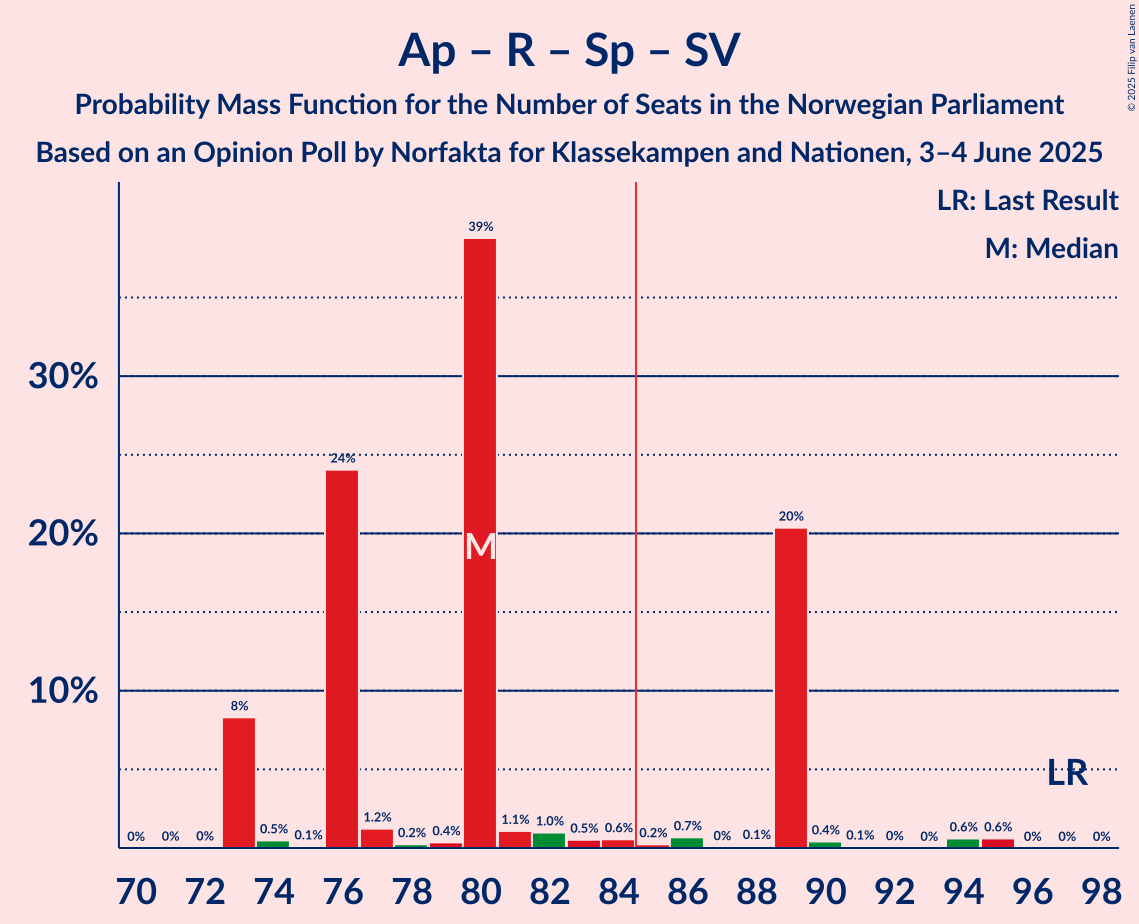 Ap – R – Sp – SV
Probability Mass Function for the Number of Seats in the Norwegian Parliament
Based on an Opinion Poll by Norfakta for Klassekampen and Nationen, 3–4 June 2025
© 2025 Filip van Laenen
LR: Last Result
M: Median
39%
30%
24%
20%
20%
M
10%
8%
LR
0% 0% 0% 0.5% 0.1% 1.2% 0.2% 0.4% 1.1% 1.0% 0.5% 0.6% 0.2% 0.7% 0% 0.1% 0.4% 0.1% 0% 0% 0.6% 0.6% 0% 0% 0%
70 72 74 76 78 80 82 84 86 88 90 92 94 96 98